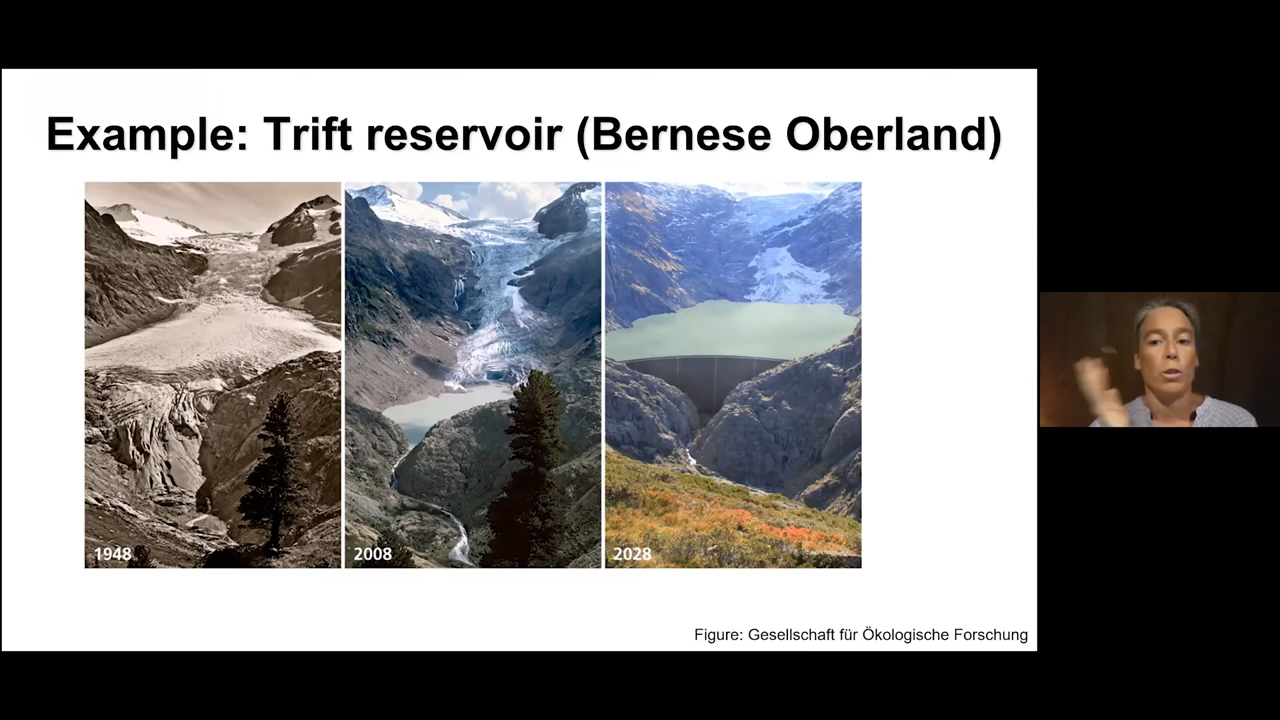 Example: Trift reservoir (Bernese Oberland)
1948
2008
2028
Figure: Gesellschaft für Ökologische Forschung